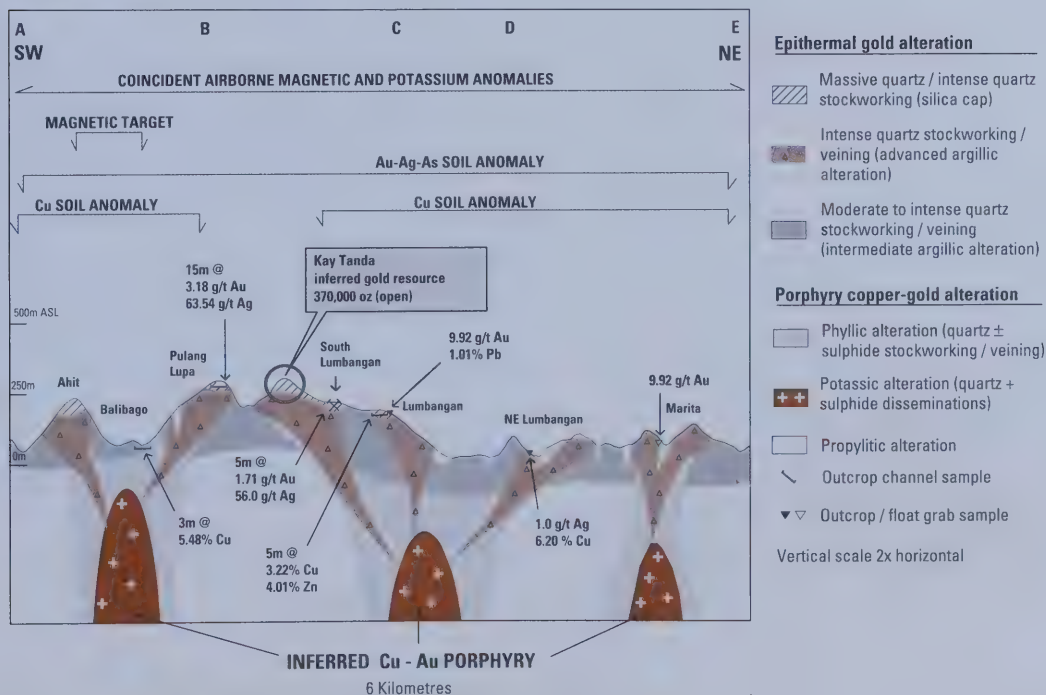 A B C D E
SW NE
COINCIDENT AIRBORNE MAGNETIC AND POTASSIUM ANOMALIES
MAGNETIC TARGET
Au-Ag-As SOIL ANOMALY
Cu SOIL ANOMALY
Cu SOIL ANOMALY
Kay Tanda
inferred gold resource
370,000 oz (open)
15m @
3.18 g/t Au
63.54 g/t Ag
500m ASL
250m
0m
Ahit
Balibago
Pulang
Lupa
South
Lumbangan
9.92 g/t Au
1.01% Pb
Lumbangan
NE Lumbangan
9.92 g/t Au
Marita
3m @
5.48% Cu
5m @
1.71 g/t Au
56.0 g/t Ag
5m @
3.22% Cu
4.01% Zn
1.0 g/t Ag
6.20 % Cu
INFERRED Cu - Au PORPHYRY
6 Kilometres
Epithermal gold alteration
Massive quartz / intense quartz
stockworking (silica cap)
Intense quartz stockworking /
veining (advanced argillic
alteration)
Moderate to intense quartz
stockworking / veining
(intermediate argillic alteration)
Porphyry copper-gold alteration
Phyllic alteration (quartz ±
sulphide stockworking / veining)
Potassic alteration (quartz +
sulphide disseminations)
Propylitic alteration
Outcrop channel sample
Outcrop / float grab sample
Vertical scale 2x horizontal